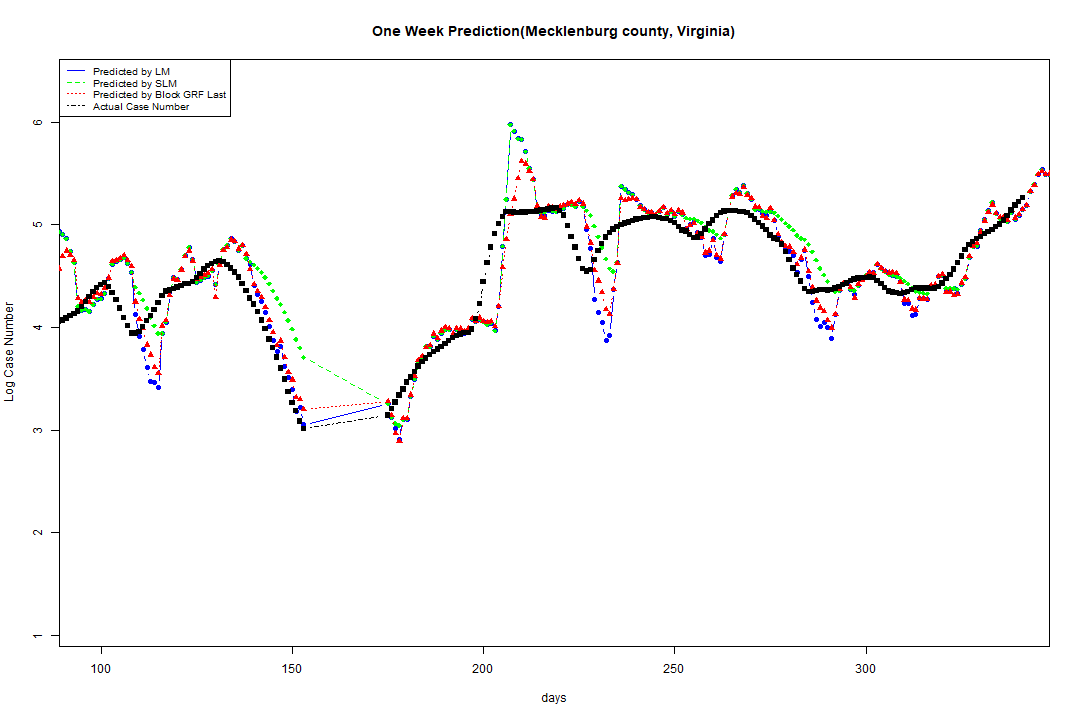 One Week Prediction(Mecklenburg county, Virginia)
Predicted by LM
Predicted by SLM
Predicted by Block GRF Last
Actual Case Number
Log Case Number
6
5
4
3
2
1
100 150 200 250 300
days